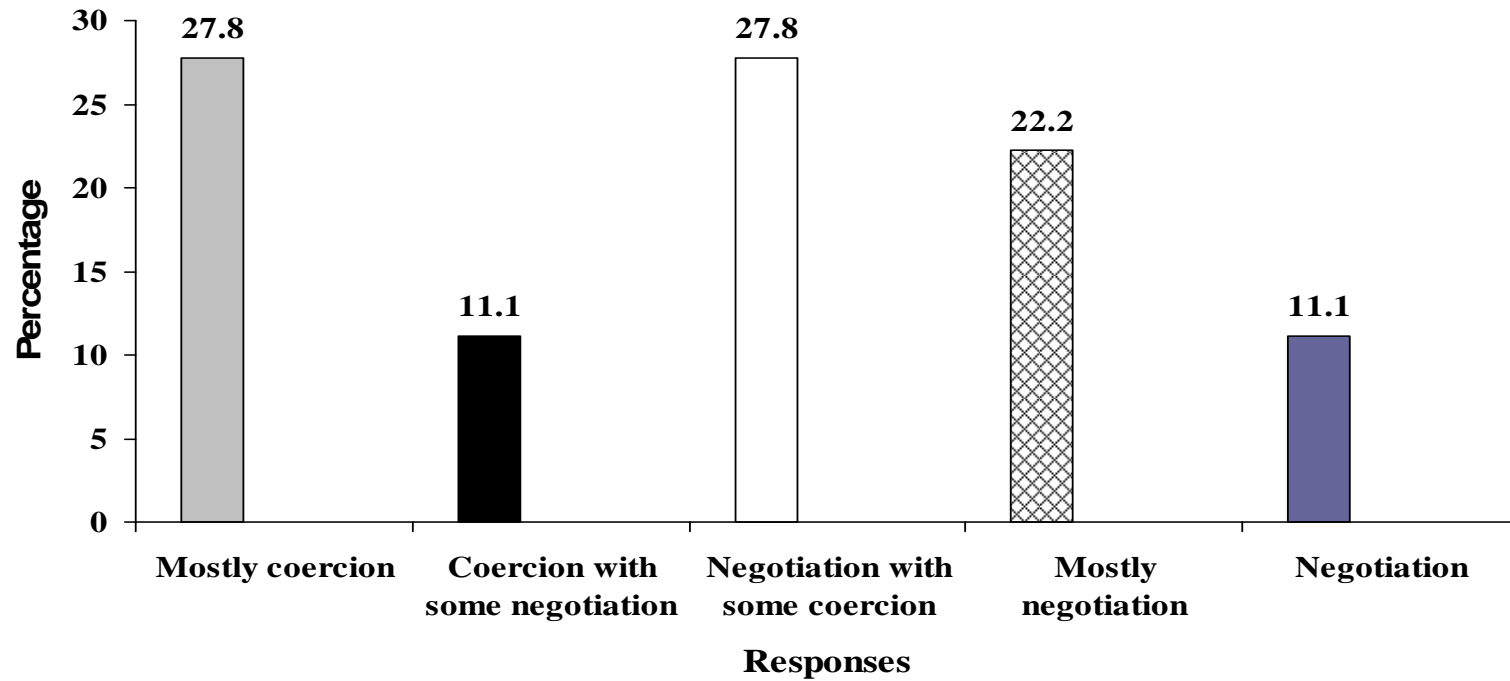 30
25
20
15
10
5
0
Percentage
27.8
11.1
27.8
22.2
11.1
Mostly coercion
Coercion with
some negotiation
Negotiation with
some coercion
Mostly
negotiation
Negotiation
Responses